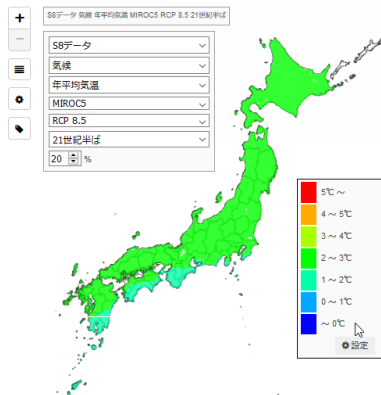 S8データ 気候 年平均気温 MIROC5 RCP 8.5 21世紀半ば
S8データ
気候
年平均気温
MIROC5
RCP 8.5
21世紀半ば
20 %
5℃ ～
4 ～ 5℃
3 ～ 4℃
2 ～ 3℃
1 ～ 2℃
0 ～ 1℃
～ 0℃
設定